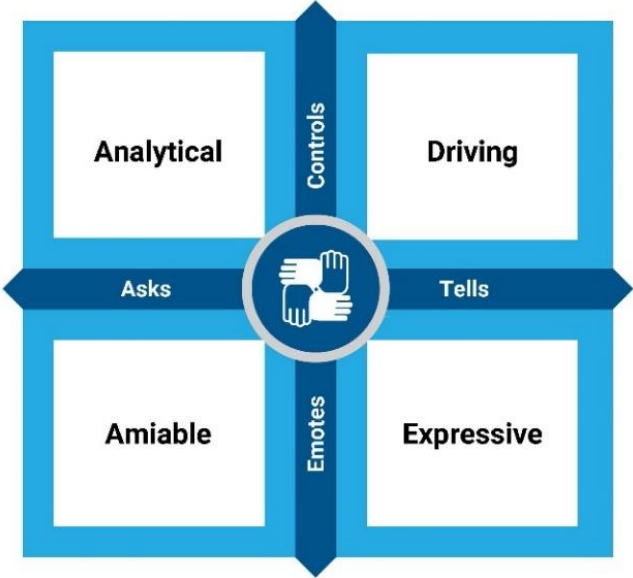 Controls
Analytical
Driving
Asks
Tells
Amiable
Expressive
Emotes